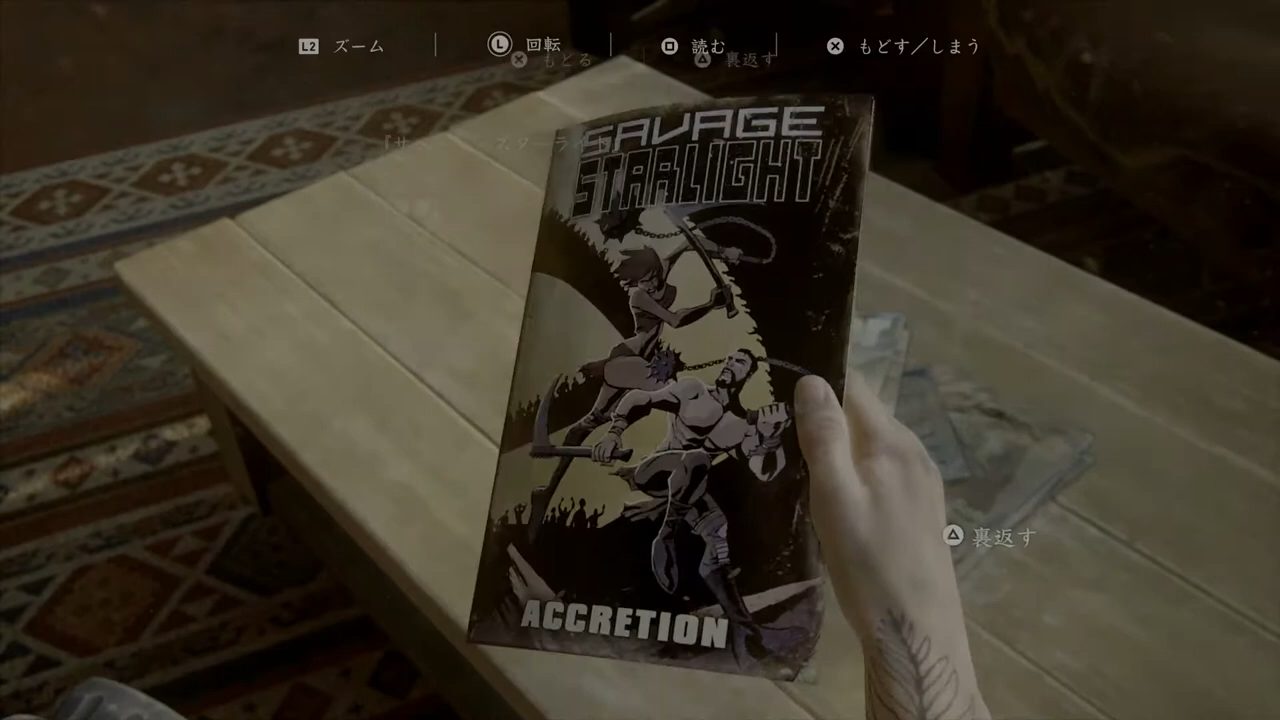 L2 ズーム
L 回転
読む
もどす／しまう
もどる
裏返す
SAVAGE
STARLIGHT
ACCRETION
裏返す